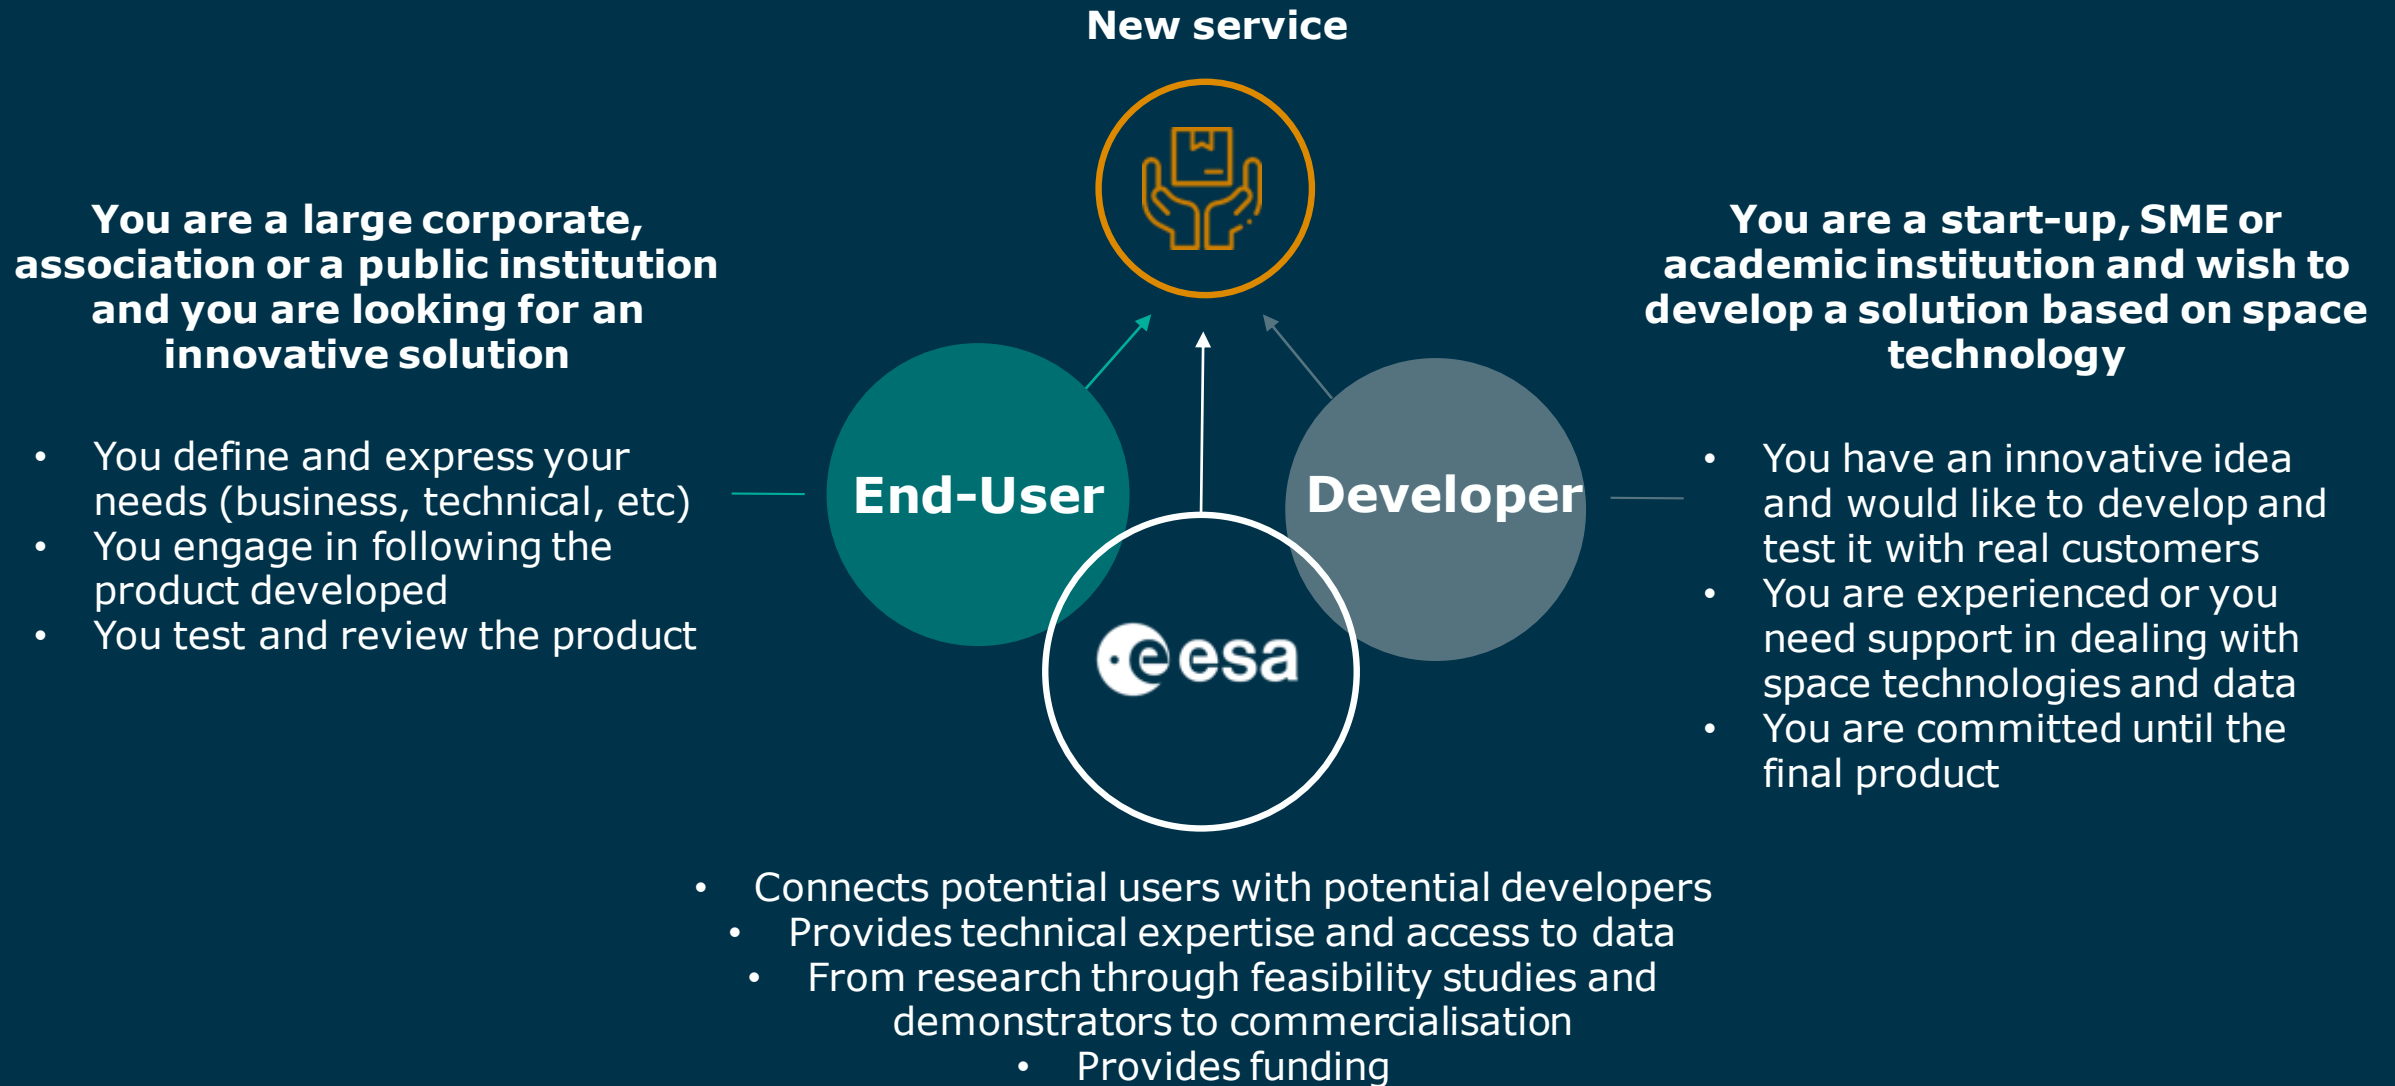 New service
You are a large corporate,
association or a public institution
and you are looking for an
innovative solution
• You define and express your
needs (business, technical, etc)
• You engage in following the
product developed
• You test and review the product
End-User
Developer
esa
You are a start-up, SME or
academic institution and wish to
develop a solution based on space
technology
• You have an innovative idea
and would like to develop and
test it with real customers
• You are experienced or you
need support in dealing with
space technologies and data
• You are committed until the
final product
• Connects potential users with potential developers
• Provides technical expertise and access to data
• From research through feasibility studies and
demonstrators to commercialisation
• Provides funding